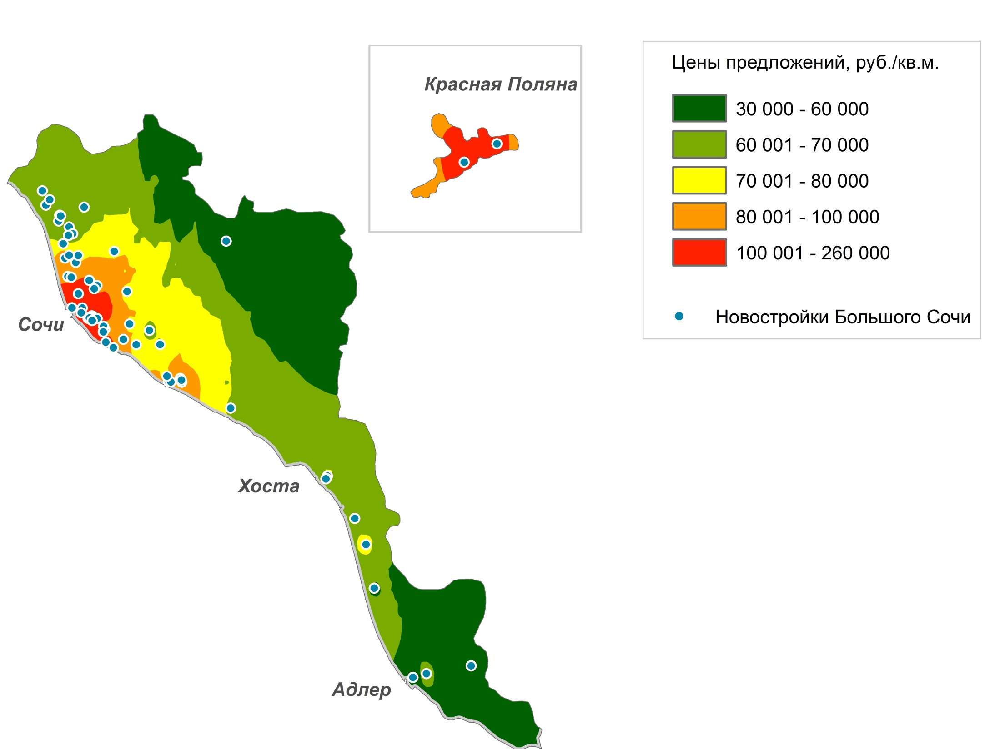 Красная Поляна
Цены предложений, руб./кв.м.
30 000 - 60 000
60 001 - 70 000
70 001 - 80 000
80 001 - 100 000
100 001 - 260 000
Новостройки Большого Сочи
Сочи
Хоста
Адлер